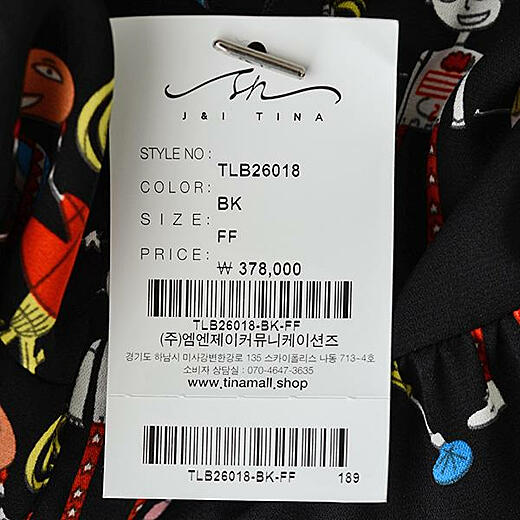 J&I TINA
STYLE NO : TLB26018
COLOR: BK
SIZE: FF
PRICE: ₩ 378,000
TLB26018-BK-FF
(주)엠엔제이커뮤니케이션즈
경기도 하남시 미사강변한강로 135 스카이폴리스 나동 713-4호
소비자 상담실 : 070-4647-3635
www.tinamall.shop
TLB26018-BK-FF 189